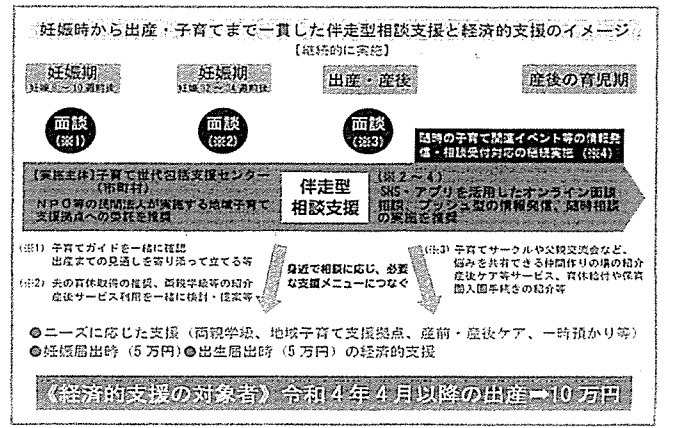 妊娠時から出産・子育てまで一貫した伴走型相談支援と経済的支援のイメージ
【継続的に実施】
妊娠期
妊娠8〜10週前後
妊娠期
妊娠32〜34週前後
出産・産後
産後の育児期
面談
(※1)
面談
(※2)
面談
(※3)
随時の子育て関連イベント等の情報発
信・相談受付対応の継続実施（※4）
【実施主体】子育て世代包括支援センター
（市町村）
NPO等の民間法人が実施する地域子育て
支援拠点への委託を推奨
伴走型
相談支援
（※2〜4）
SNS・アプリを活用したオンライン面談
相談、プッシュ型の情報発信、随時相談
の実施を推奨
（※1）子育てガイドを一緒に確認
出産までの見通しを寄り添って立てる等
（※2）夫の育休取得の推奨、両親学級等の紹介
産後サービス利用を一緒に検討・提案等
身近で相談に応じ、必要
な支援メニューにつなぐ
（※3）子育てサークルや父親交流会など、
悩みを共有できる仲間作りの場の紹介
産後ケア等サービス、育休給付や保育
園入園手続きの紹介等
●ニーズに応じた支援（両親学級、地域子育て支援拠点、産前・産後ケア、一時預かり等）
●妊娠届出時（5万円）●出生届出時（5万円）の経済的支援
《経済的支援の対象者》令和4年4月以降の出産➡10万円